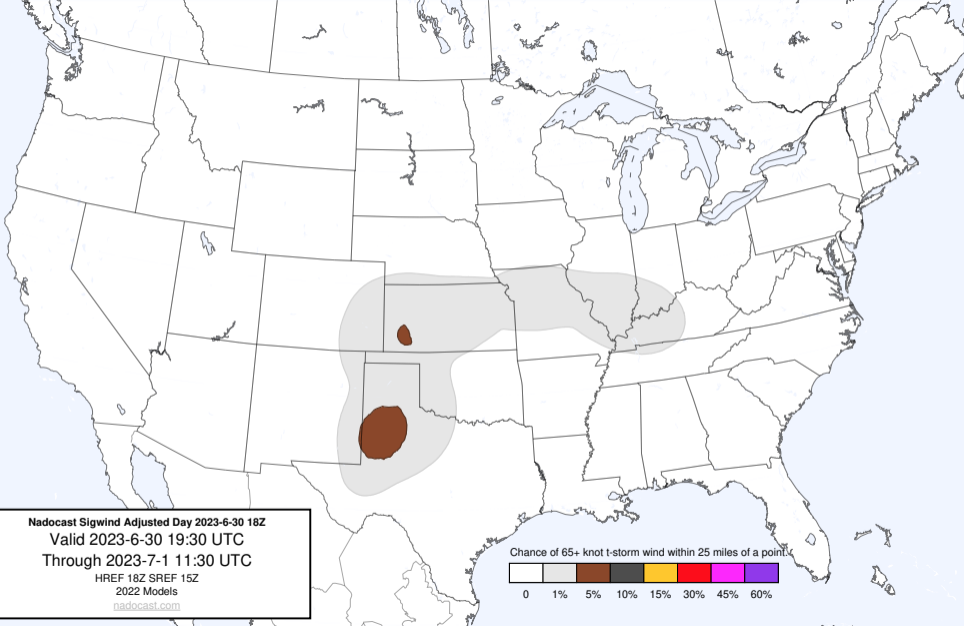 Nadocast Sigwind Adjusted Day 2023-6-30 18Z
Valid 2023-6-30 19:30 UTC
Through 2023-7-1 11:30 UTC
HREF 18Z SREF 15Z
2022 Models
nadocast.com
Chance of 65+ knot t-storm wind within 25 miles of a point.
0 1% 5% 10% 15% 30% 45% 60%